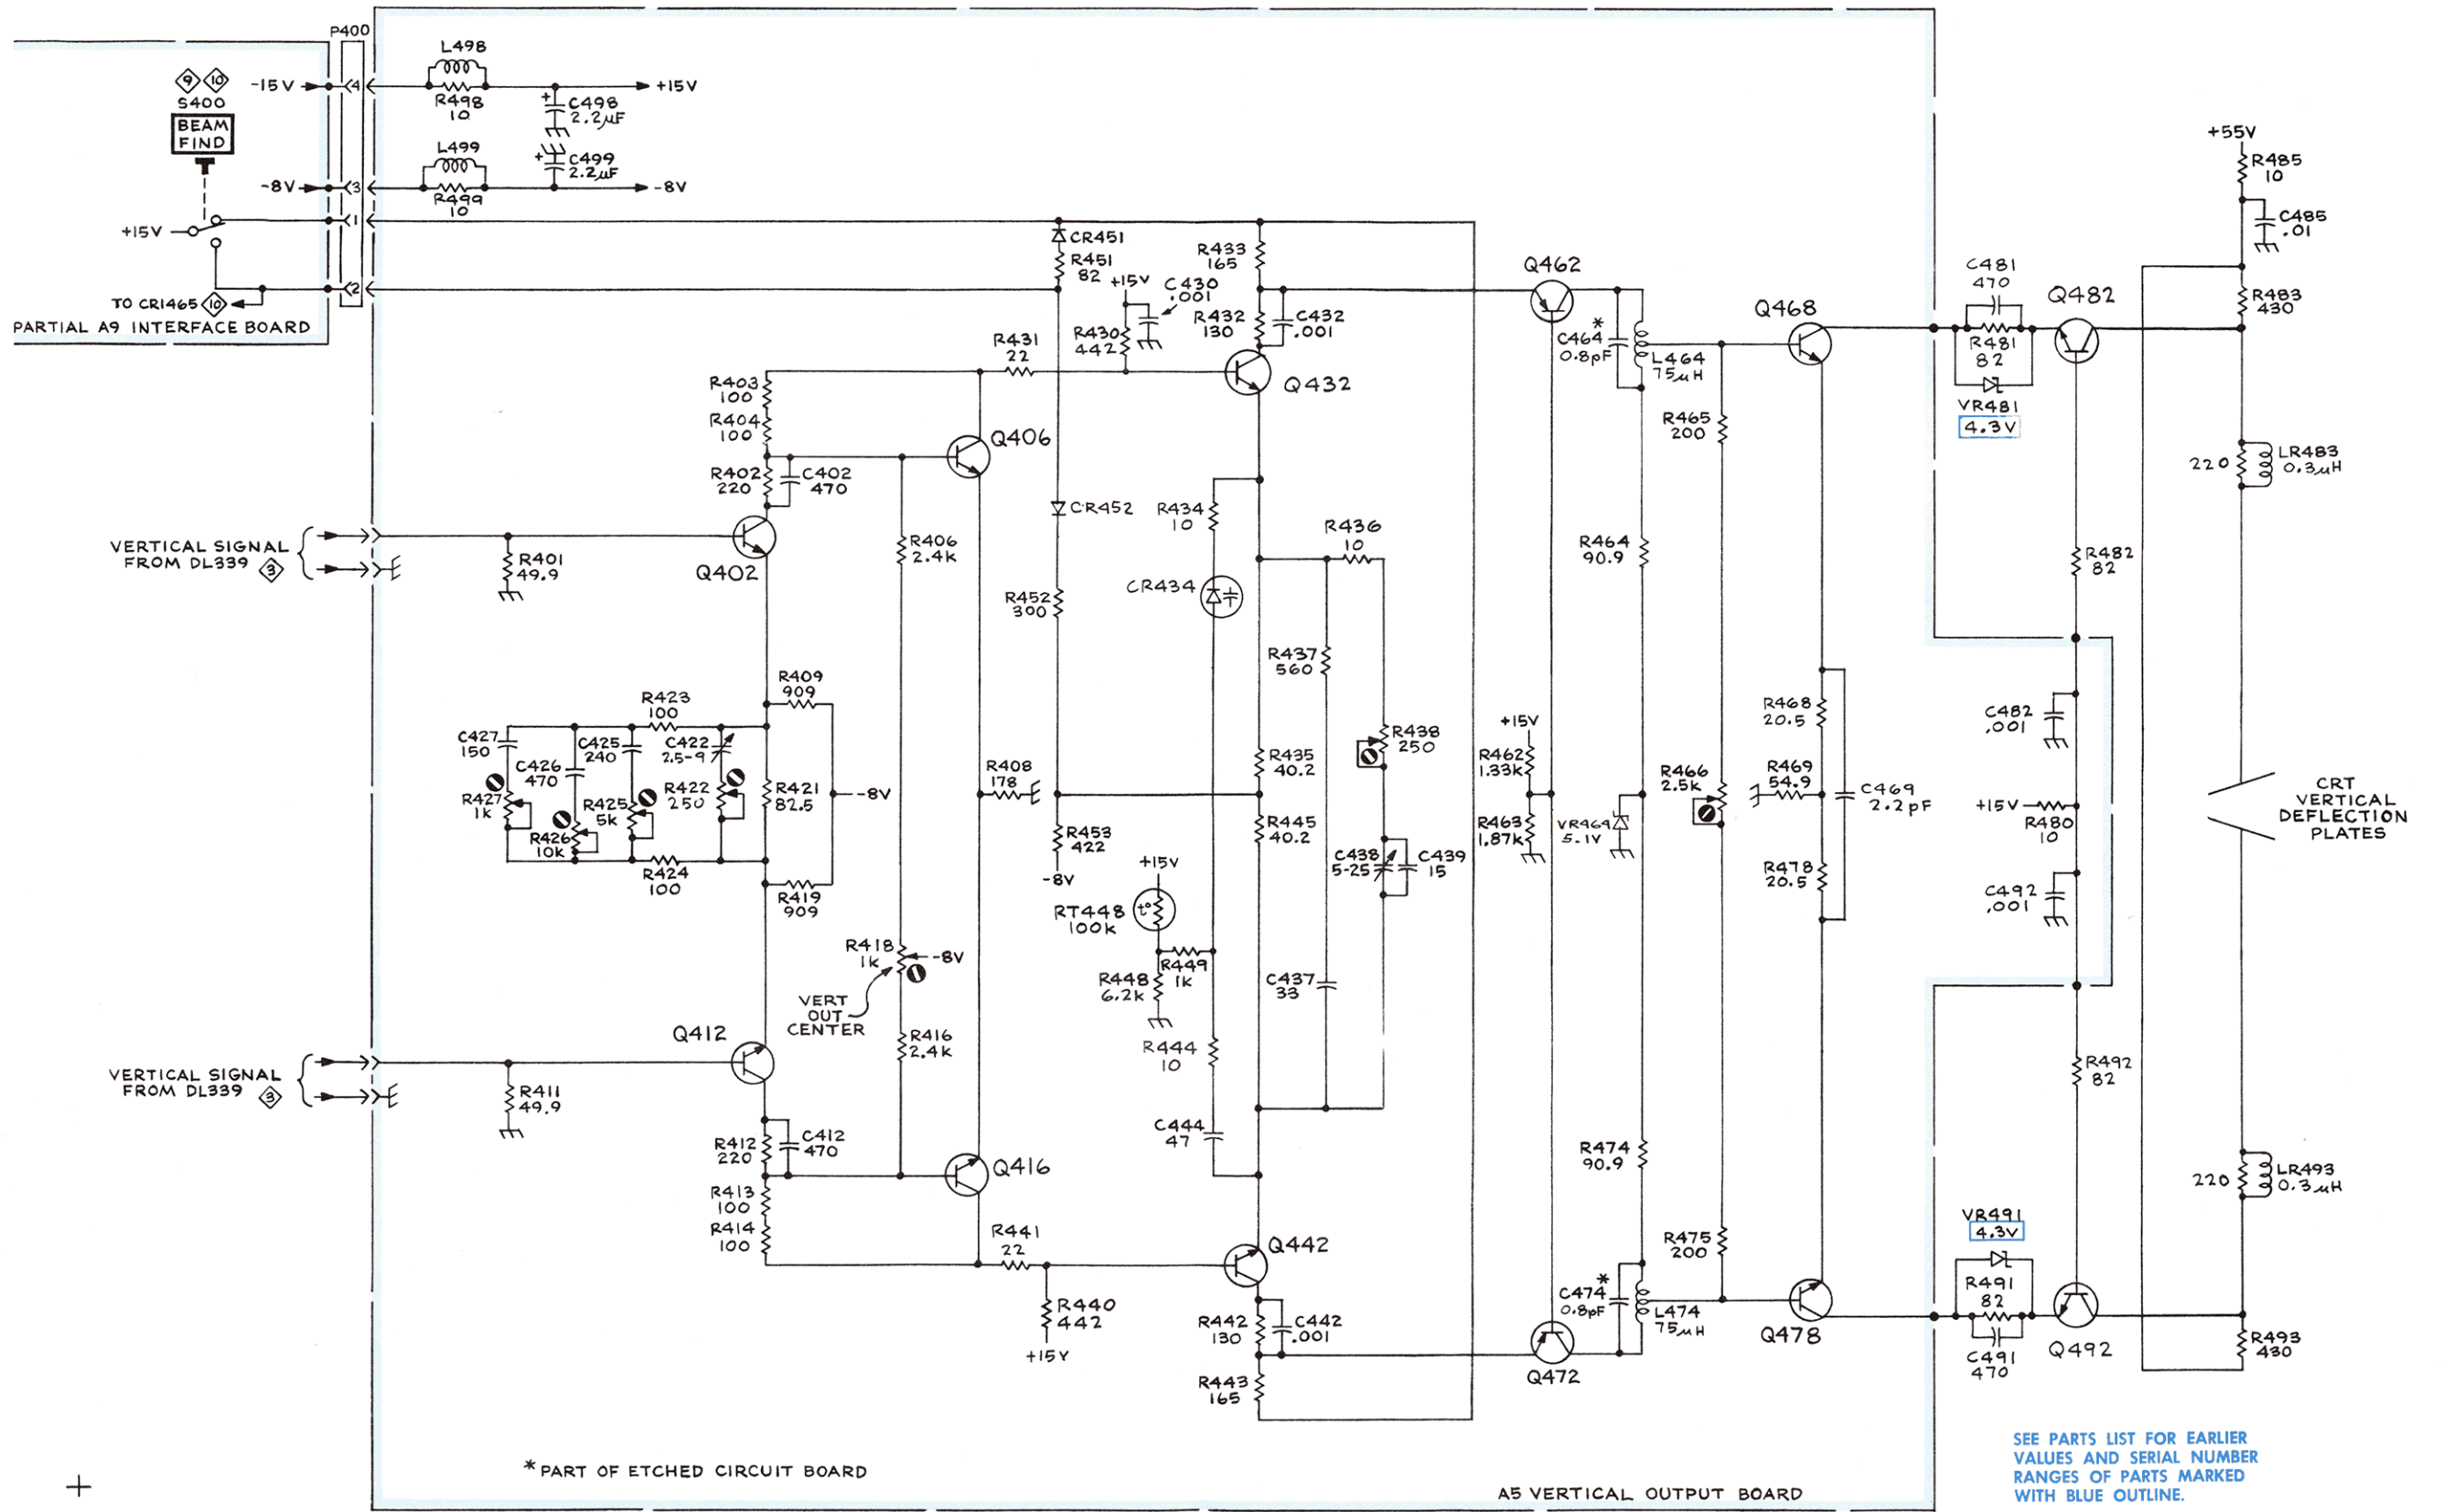 P400
L498
-15V
4
+15V
R498
10
C498
2.2µF
+
9
10
S400
BEAM
FIND
L499
+
C499
2.2µF
-8V
3
-8V
R499
10
1
+15V
2
TO CR1465
10
PARTIAL A9 INTERFACE BOARD
CR451
R451
82
+15V
C430
.001
R433
165
R432
130
C432
.001
R430
442
R431
22
Q432
Q462
*
C464
0.8pF
L464
75µH
Q468
C481
470
R481
82
VR481
4.3V
Q482
+55V
R485
10
C485
.01
R483
430
R403
100
R404
100
R402
220
C402
470
Q406
Q402
VERTICAL SIGNAL
FROM DL339
3
R401
49.9
R406
2.4K
CR452
R452
300
R434
10
CR434
R436
10
R437
560
R438
250
R464
90.9
R465
200
R482
82
220
LR483
0.3µH
R409
909
R423
100
C427
150
C426
470
C425
240
C422
2.5-9
R427
1K
R426
10K
R425
5K
R422
250
R421
82.5
-8V
R424
100
R419
909
R408
178
R453
422
-8V
R435
40.2
R445
40.2
+15V
RT448
100K
t°
R449
1K
R448
6.2K
C438
5-25
C439
15
C437
33
+15V
R462
1.33K
R463
1.87K
VR464
5.1V
R466
2.5K
R468
20.5
R469
54.9
C469
2.2pF
R478
20.5
C482
.001
+15V
R480
10
C492
.001
CRT
VERTICAL
DEFLECTION
PLATES
R418
1K
-8V
VERT
OUT
CENTER
Q412
R416
2.4K
R444
10
C444
47
VERTICAL SIGNAL
FROM DL339
3
R411
49.9
R412
220
C412
470
R413
100
R414
100
Q416
R441
22
R440
442
+15V
Q442
R442
130
C442
.001
R443
165
R474
90.9
R475
200
*
C474
0.8pF
L474
75µH
Q472
Q478
R492
82
VR491
4.3V
R491
82
C491
470
Q492
220
LR493
0.3µH
R493
430
*PART OF ETCHED CIRCUIT BOARD
A5 VERTICAL OUTPUT BOARD
SEE PARTS LIST FOR EARLIER
VALUES AND SERIAL NUMBER
RANGES OF PARTS MARKED
WITH BLUE OUTLINE.